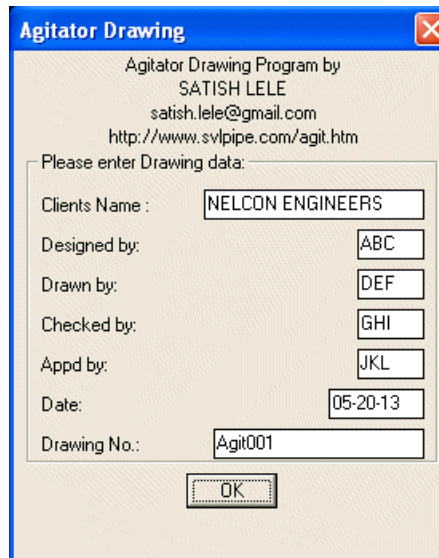 Agitator Drawing
Agitator Drawing Program by
SATISH LELE
satish.lele@gmail.com
http://www.svlpipe.com/agit.htm
Please enter Drawing data:
Clients Name : NELCON ENGINEERS
Designed by: ABC
Drawn by: DEF
Checked by: GHI
Appd by: JKL
Date: 05-20-13
Drawing No.: Agit001
OK